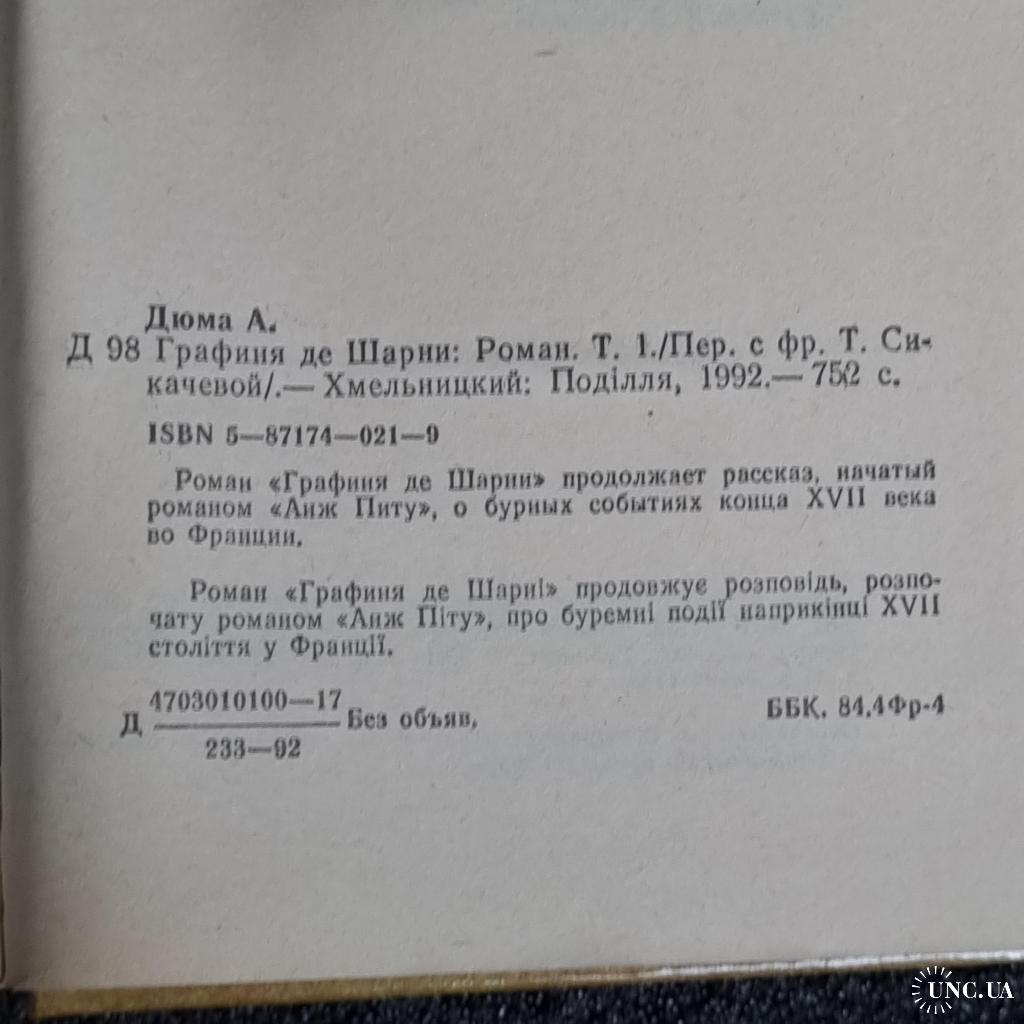 Дюма А.
Д 98 Графиня де Шарни: Роман. Т. 1./Пер. с фр. Т. Си-
качевой/.— Хмельницкий: Поділля, 1992.— 752 с.
ISBN 5—87174—021—9
Роман «Графиня де Шарни» продолжает рассказ, начатый
романом «Анж Питу», о бурных событиях конца XVII века
во Франции.
Роман «Графиня де Шарні» продовжує розповідь, розпо-
чату романом «Анж Піту», про буремні події наприкінці XVII
століття у Франції.
4703010100—17
Д ———— Без объяв.
233—92
ББК. 84.4Фр-4
UNC.UA